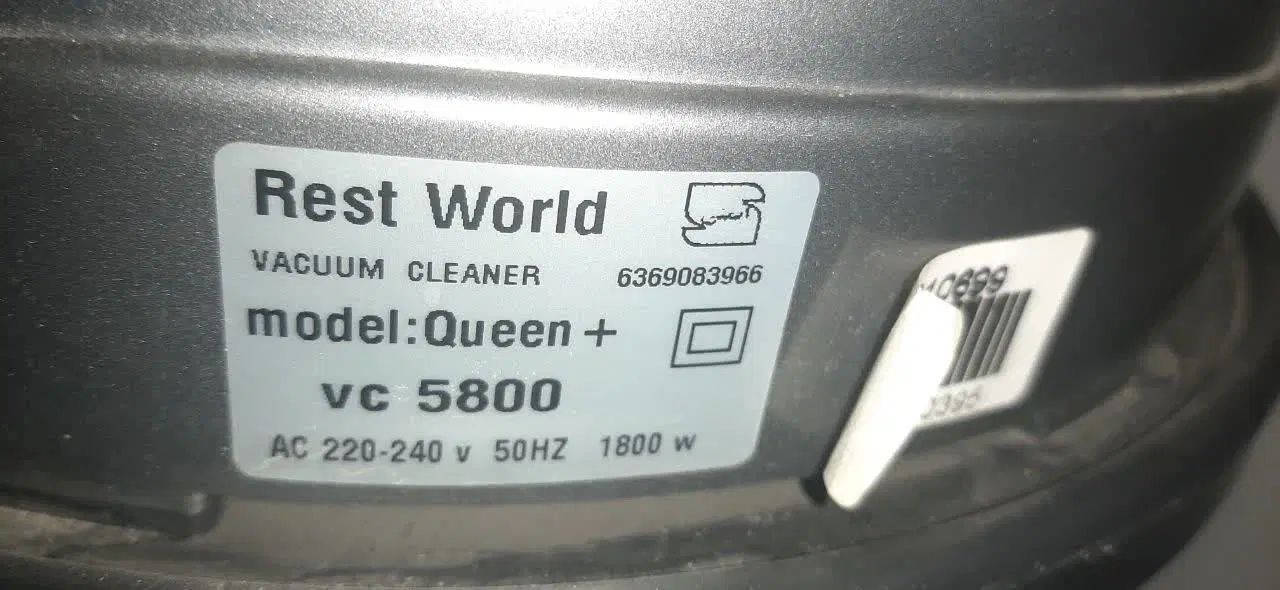 Rest World
VACUUM CLEANER 6369083966
model:Queen+
vc 5800
AC 220-240 v 50HZ 1800 w